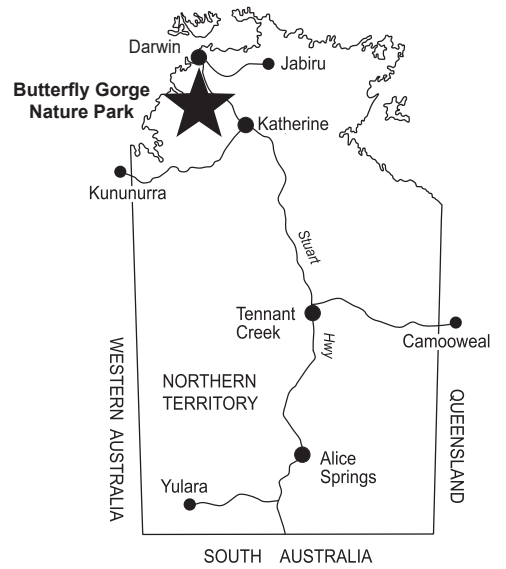 Darwin
Jabiru
Butterfly Gorge
Nature Park
Katherine
Kununurra
Stuart
Tennant
Creek
Hwy
Camooweal
WESTERN AUSTRALIA
NORTHERN
TERRITORY
QUEENSLAND
Alice
Springs
Yulara
SOUTH AUSTRALIA